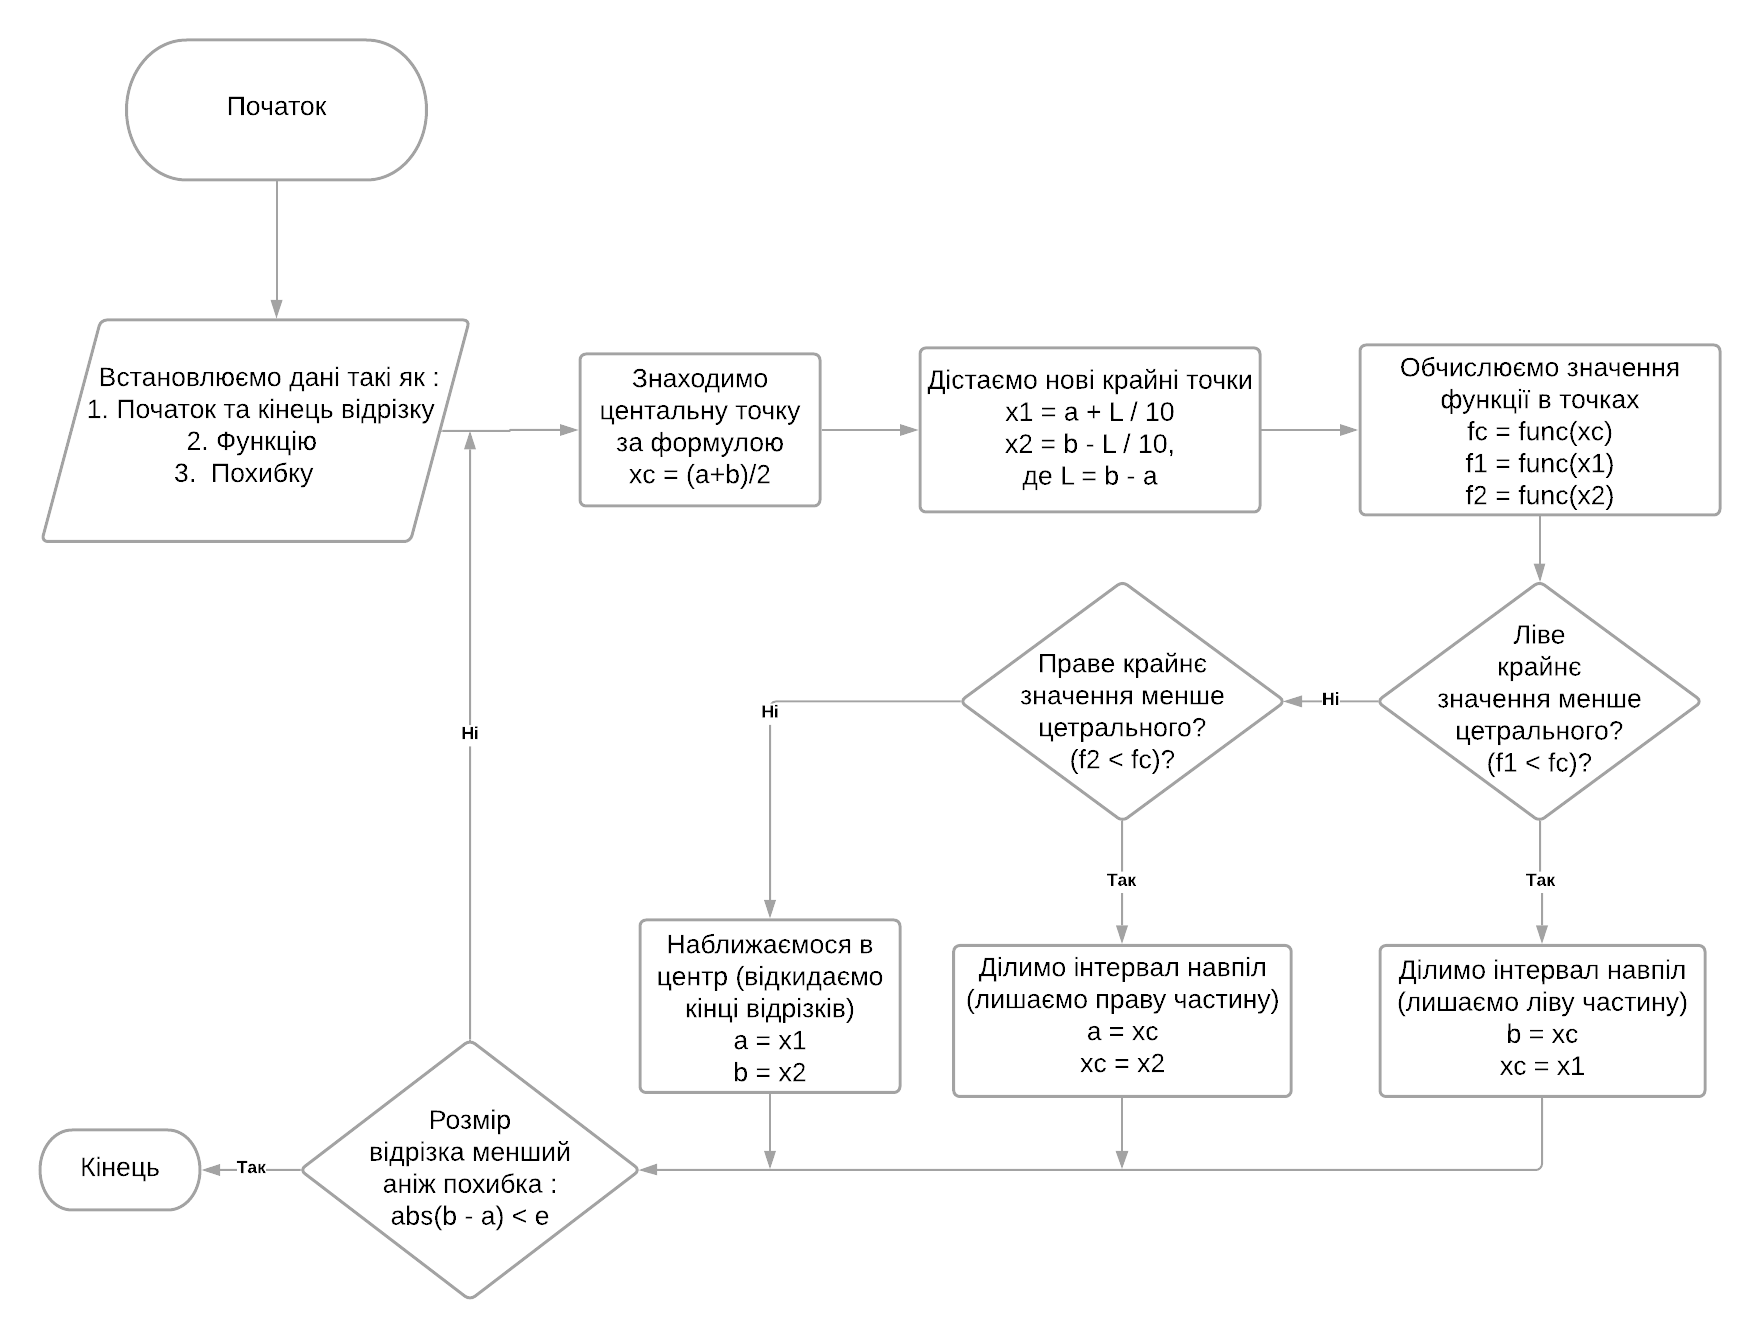 Початок
Встановлюємо дані такі як :
1. Початок та кінець відрізку
2. Функцію
3. Похибку
Знаходимо
центальну точку
за формулою
xc = (a+b)/2
Дістаємо нові крайні точки
x1 = a + L / 10
x2 = b - L / 10,
де L = b - a
Обчислюємо значення
функції в точках
fc = func(xc)
f1 = func(x1)
f2 = func(x2)
Ліве
крайнє
значення менше
цетрального?
(f1 < fc)?
Ні
Праве крайнє
значення менше
цетрального?
(f2 < fc)?
Ні
Ні
Так
Так
Наближаємося в
центр (відкидаємо
кінці відрізків)
a = x1
b = x2
Ділимо інтервал навпіл
(лишаємо праву частину)
a = xc
xc = x2
Ділимо інтервал навпіл
(лишаємо ліву частину)
b = xc
xc = x1
Розмір
відрізка менший
аніж похибка :
abs(b - a) < e
Так
Кінець